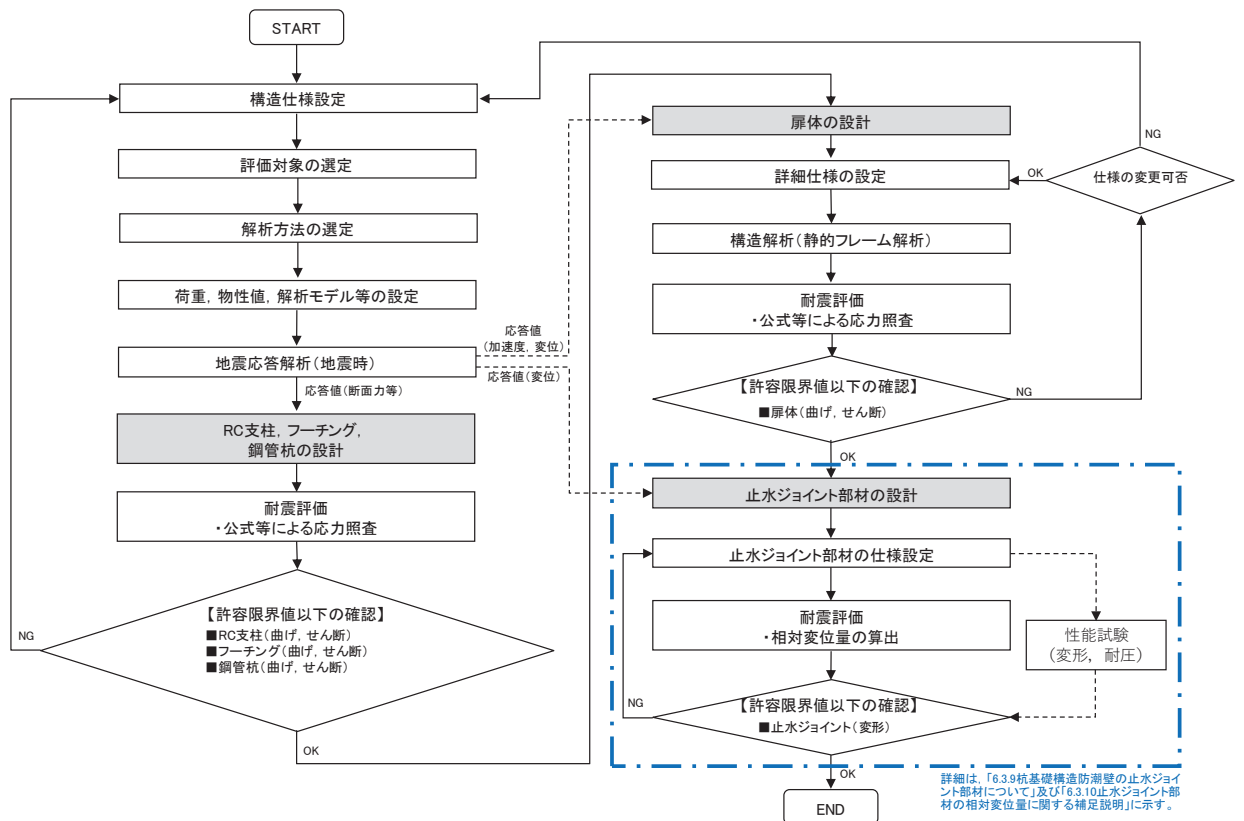 START
構造仕様設定
評価対象の選定
解析方法の選定
荷重，物性値，解析モデル等の設定
地震応答解析（地震時）
応答値
（加速度，変位）
応答値（変位）
応答値（断面力等）
RC支柱，フーチング，
鋼管杭の設計
耐震評価
・公式等による応力照査
【許容限界値以下の確認】
■RC支柱（曲げ，せん断）
■フーチング（曲げ，せん断）
■鋼管杭（曲げ，せん断）
NG
OK
扉体の設計
詳細仕様の設定
OK
仕様の変更可否
NG
構造解析（静的フレーム解析）
耐震評価
・公式等による応力照査
【許容限界値以下の確認】
■扉体（曲げ，せん断）
NG
OK
止水ジョイント部材の設計
止水ジョイント部材の仕様設定
耐震評価
・相対変位量の算出
性能試験
（変形，耐圧）
【許容限界値以下の確認】
■止水ジョイント（変形）
NG
OK
END
詳細は，「6.3.9杭基礎構造防潮壁の止水ジョイ
ント部材について」及び「6.3.10止水ジョイント部
材の相対変位量に関する補足説明」に示す。